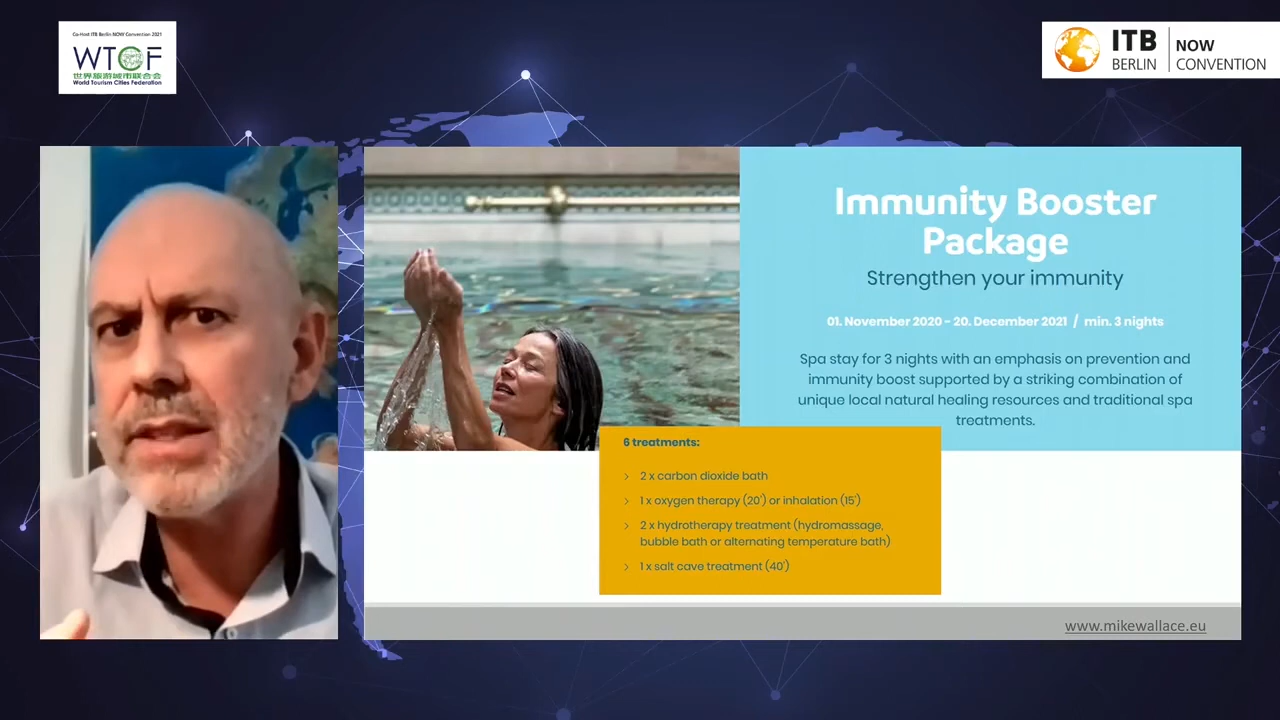 Co-Host ITB Berlin NOW Convention 2021
WTCF
世界旅游城市联合会
World Tourism Cities Federation
ITB
BERLIN
NOW
CONVENTION
Immunity Booster
Package
Strengthen your immunity
01. November 2020 - 20. December 2021 / min. 3 nights
Spa stay for 3 nights with an emphasis on prevention and
immunity boost supported by a striking combination of
unique local natural healing resources and traditional spa
treatments.
6 treatments:
> 2 x carbon dioxide bath
> 1 x oxygen therapy (20') or inhalation (15')
> 2 x hydrotherapy treatment (hydromassage,
bubble bath or alternating temperature bath)
> 1 x salt cave treatment (40')
www.mikewallace.eu